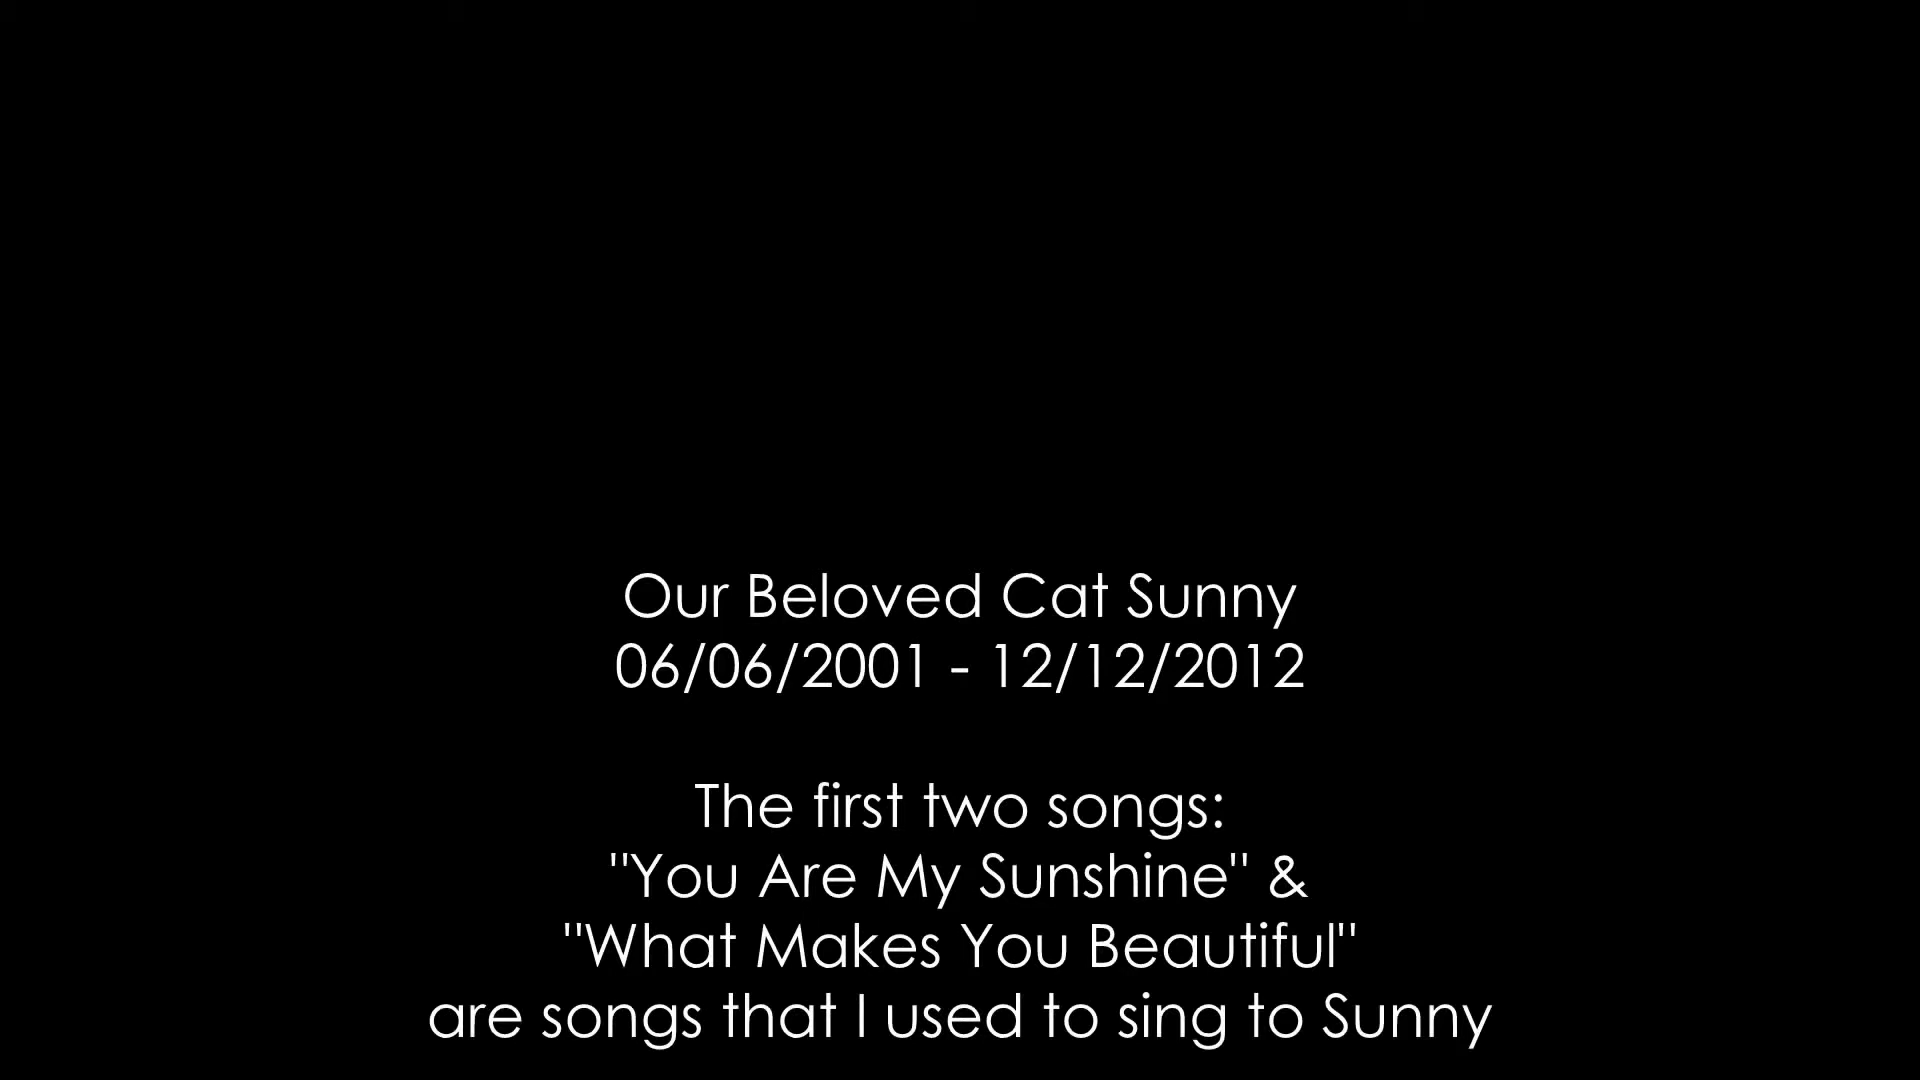 Our Beloved Cat Sunny
06/06/2001 - 12/12/2012
The first two songs:
"You Are My Sunshine" &
"What Makes You Beautiful"
are songs that I used to sing to Sunny